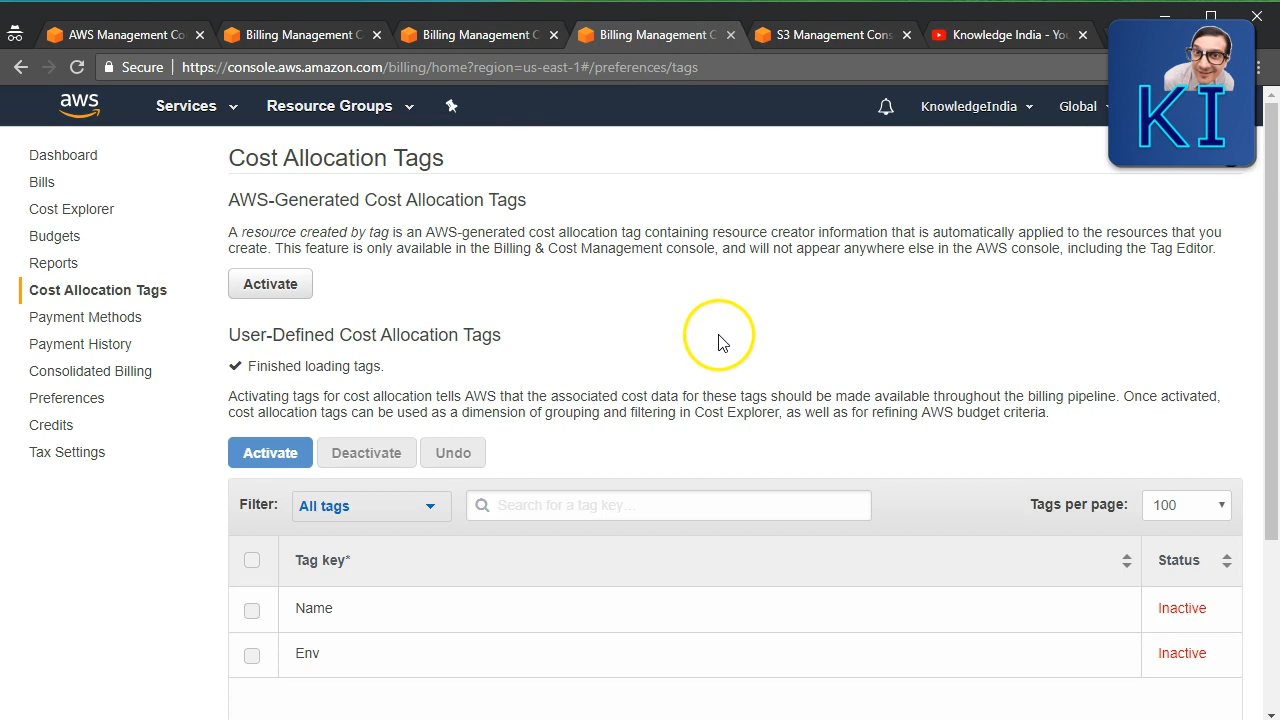 AWS Management Co
Billing Management C
Billing Management C
Billing Management C
S3 Management Cons
Knowledge India - You
Secure
https://console.aws.amazon.com/billing/home?region=us-east-1#/preferences/tags
aws
Services
Resource Groups
KnowledgeIndia
Global
KI
Dashboard
Bills
Cost Explorer
Budgets
Reports
Cost Allocation Tags
Payment Methods
Payment History
Consolidated Billing
Preferences
Credits
Tax Settings
Cost Allocation Tags
AWS-Generated Cost Allocation Tags
A resource created by tag is an AWS-generated cost allocation tag containing resource creator information that is automatically applied to the resources that you
create. This feature is only available in the Billing & Cost Management console, and will not appear anywhere else in the AWS console, including the Tag Editor.
Activate
User-Defined Cost Allocation Tags
Finished loading tags.
Activating tags for cost allocation tells AWS that the associated cost data for these tags should be made available throughout the billing pipeline. Once activated,
cost allocation tags can be used as a dimension of grouping and filtering in Cost Explorer, as well as for refining AWS budget criteria.
Activate
Deactivate
Undo
Filter:
All tags
Search for a tag key...
Tags per page:
100
Tag key*
Status
Name
Inactive
Env
Inactive